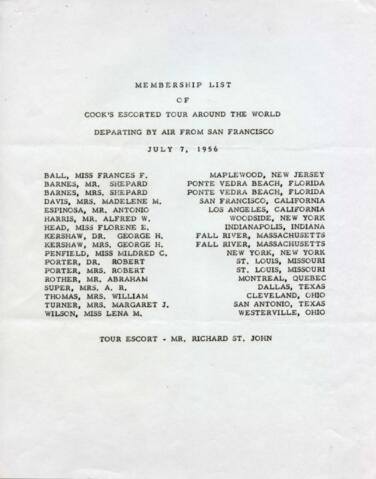 MEMBERSHIP LIST
OF
COOK'S ESCORTED TOUR AROUND THE WORLD
DEPARTING BY AIR FROM SAN FRANCISCO
JULY 7, 1956
BALL, MISS FRANCES F. MAPLEWOOD, NEW JERSEY
BARNES, MR. SHEPARD PONTE VEDRA BEACH, FLORIDA
BARNES, MRS. SHEPARD PONTE VEDRA BEACH, FLORIDA
DAVIS, MRS. MADELENE M. SAN FRANCISCO, CALIFORNIA
ESPINOSA, MR. ANTONIO LOS ANGELES, CALIFORNIA
HARRIS, MR. ALFRED W. WOODSIDE, NEW YORK
HEAD, MISS FLORENE E. INDIANAPOLIS, INDIANA
KERSHAW, DR. GEORGE H. FALL RIVER, MASSACHUSETTS
KERSHAW, MRS. GEORGE H. FALL RIVER, MASSACHUSETTS
PENFIELD, MISS MILDRED C. NEW YORK, NEW YORK
PORTER, DR. ROBERT ST. LOUIS, MISSOURI
PORTER, MRS. ROBERT ST. LOUIS, MISSOURI
ROTHER, MR. ABRAHAM MONTREAL, QUEBEC
SUPER, MRS. A. R. DALLAS, TEXAS
THOMAS, MRS. WILLIAM CLEVELAND, OHIO
TURNER, MRS. MARGARET J. SAN ANTONIO, TEXAS
WILSON, MISS LENA M. WESTERVILLE, OHIO
TOUR ESCORT - MR. RICHARD ST. JOHN